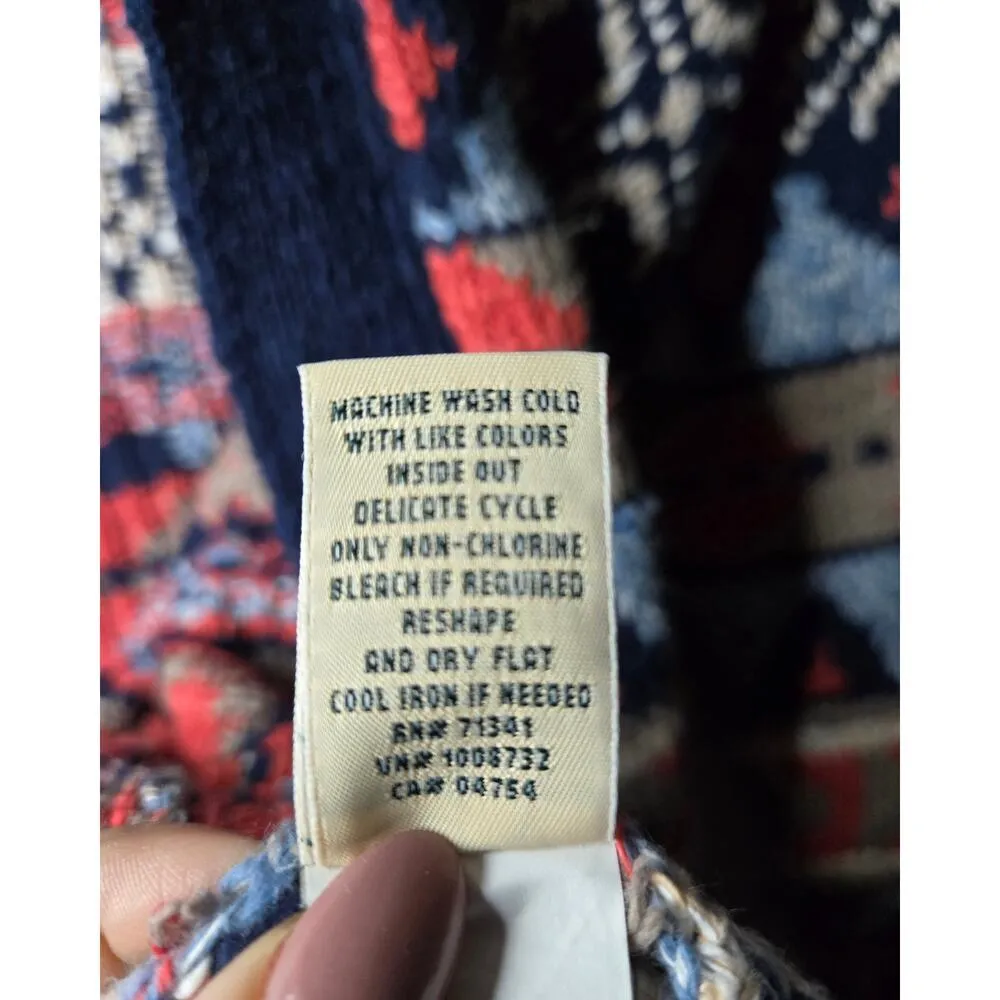 MACHINE WASH COLD
WITH LIKE COLORS
INSIDE OUT
DELICATE CYCLE
ONLY NON-CHLORINE
BLEACH IF REQUIRED
RESHAPE
AND DRY FLAT
COOL IRON IF NEEDED
RN# 71341
VN# 1008732
CA# 04754